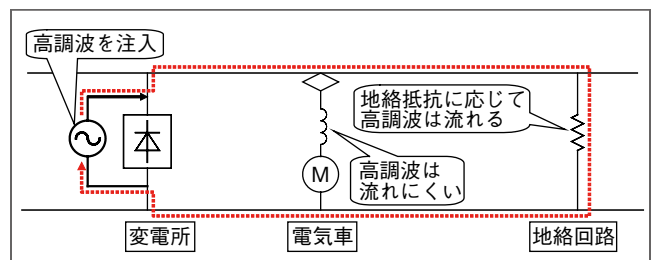 高調波を注入
地絡抵抗に応じて
高調波は流れる
高調波は
流れにくい
M
変電所
電気車
地絡回路